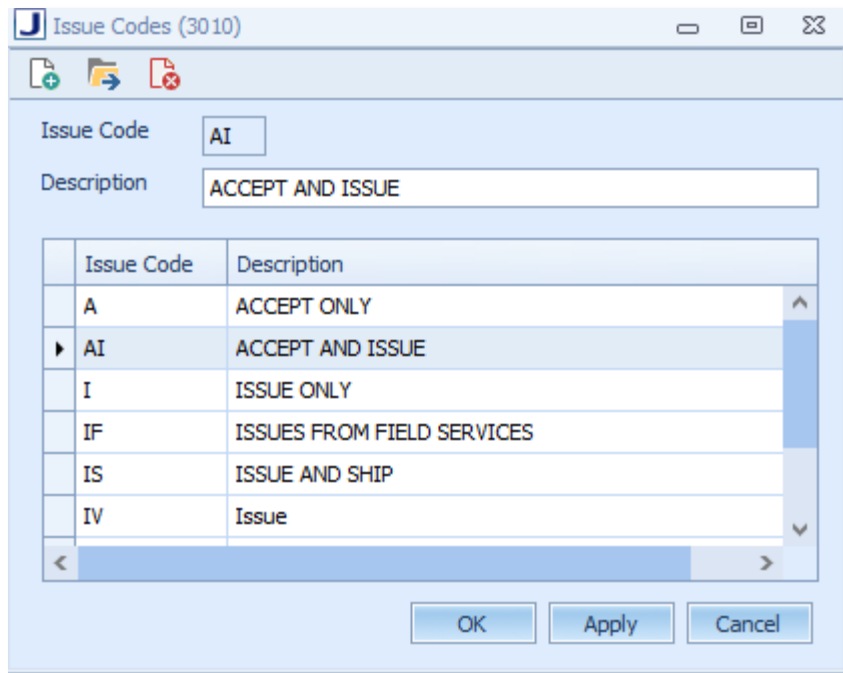 J Issue Codes (3010)
Issue Code AI
Description ACCEPT AND ISSUE
Issue Code Description
A ACCEPT ONLY
AI ACCEPT AND ISSUE
I ISSUE ONLY
IF ISSUES FROM FIELD SERVICES
IS ISSUE AND SHIP
IV Issue
OK Apply Cancel